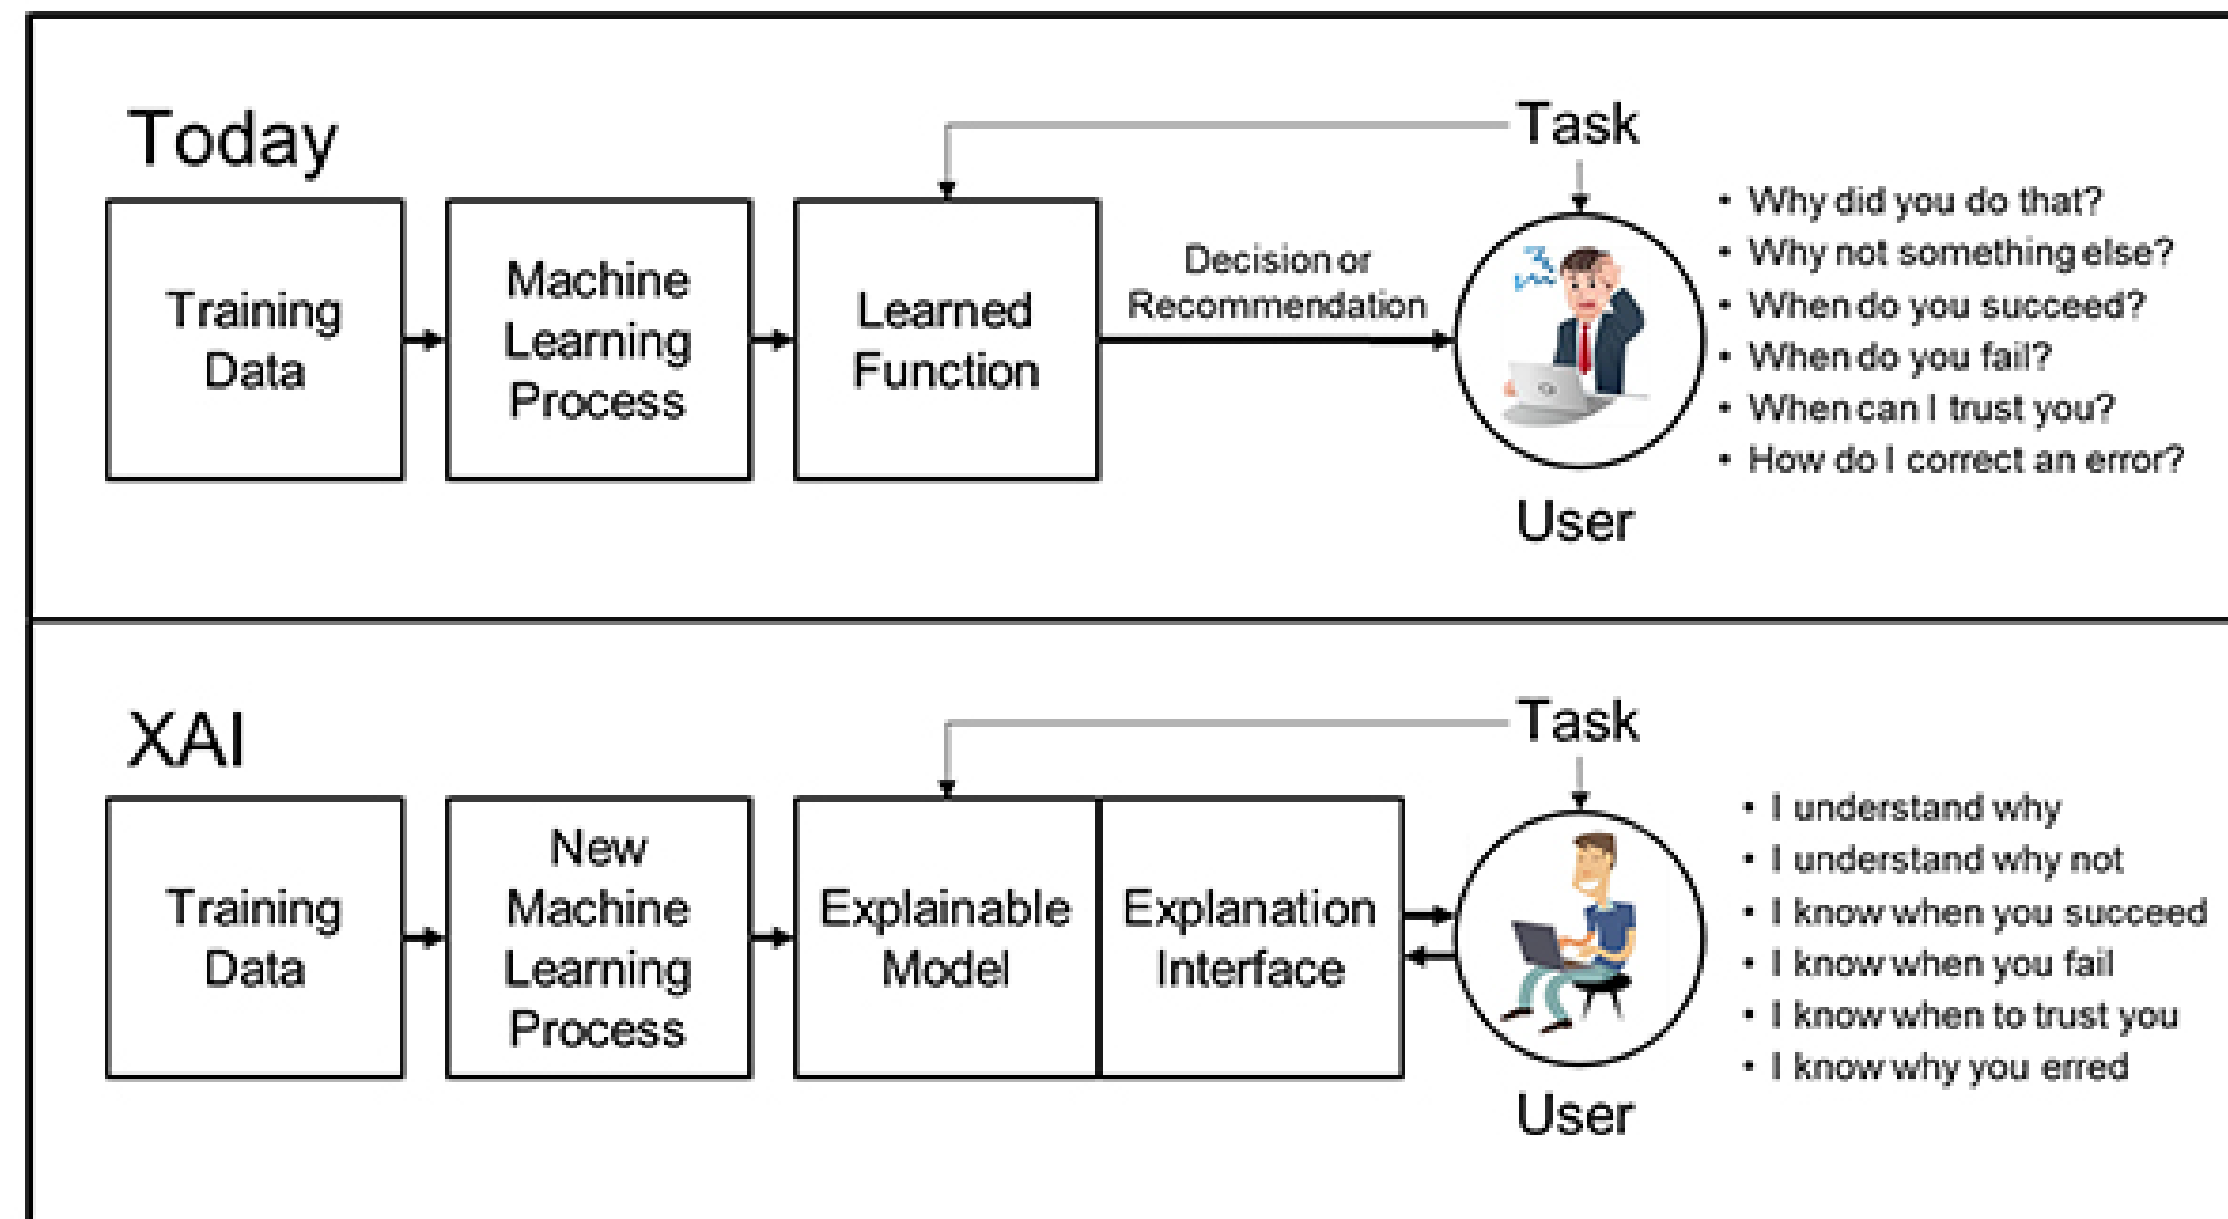 Today
Training
Data
Machine
Learning
Process
Learned
Function
Decision or
Recommendation
Task
User
• Why did you do that?
• Why not something else?
• When do you succeed?
• When do you fail?
• When can I trust you?
• How do I correct an error?
XAI
Training
Data
New
Machine
Learning
Process
Explainable
Model
Explanation
Interface
Task
User
• I understand why
• I understand why not
• I know when you succeed
• I know when you fail
• I know when to trust you
• I know why you erred